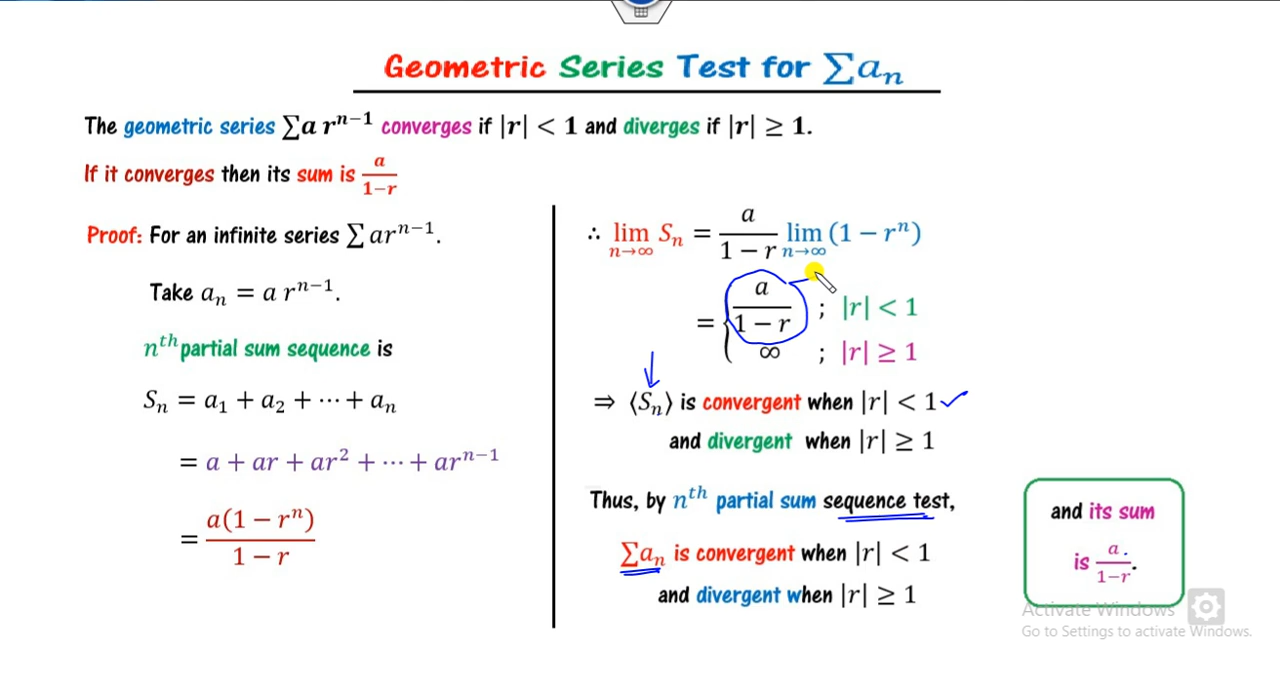 Geometric Series Test for ∑aₙ
The geometric series ∑a rⁿ⁻¹ converges if |r| < 1 and diverges if |r| ≥ 1.
If it converges then its sum is a/(1−r)
Proof: For an infinite series ∑ arⁿ⁻¹.
Take aₙ = a rⁿ⁻¹.
nᵗʰ partial sum sequence is
Sₙ = a₁ + a₂ + ⋯ + aₙ
= a + ar + ar² + ⋯ + arⁿ⁻¹
= a(1 − rⁿ)/(1 − r)
∴ lim n→∞ Sₙ = a/(1 − r) lim n→∞ (1 − rⁿ)
= { a/(1 − r) ; |r| < 1
∞ ; |r| ≥ 1
⇒ ⟨Sₙ⟩ is convergent when |r| < 1
and divergent when |r| ≥ 1
Thus, by nᵗʰ partial sum sequence test,
∑aₙ is convergent when |r| < 1
and divergent when |r| ≥ 1
and its sum
is a/(1−r).
Activate Windows
Go to Settings to activate Windows.